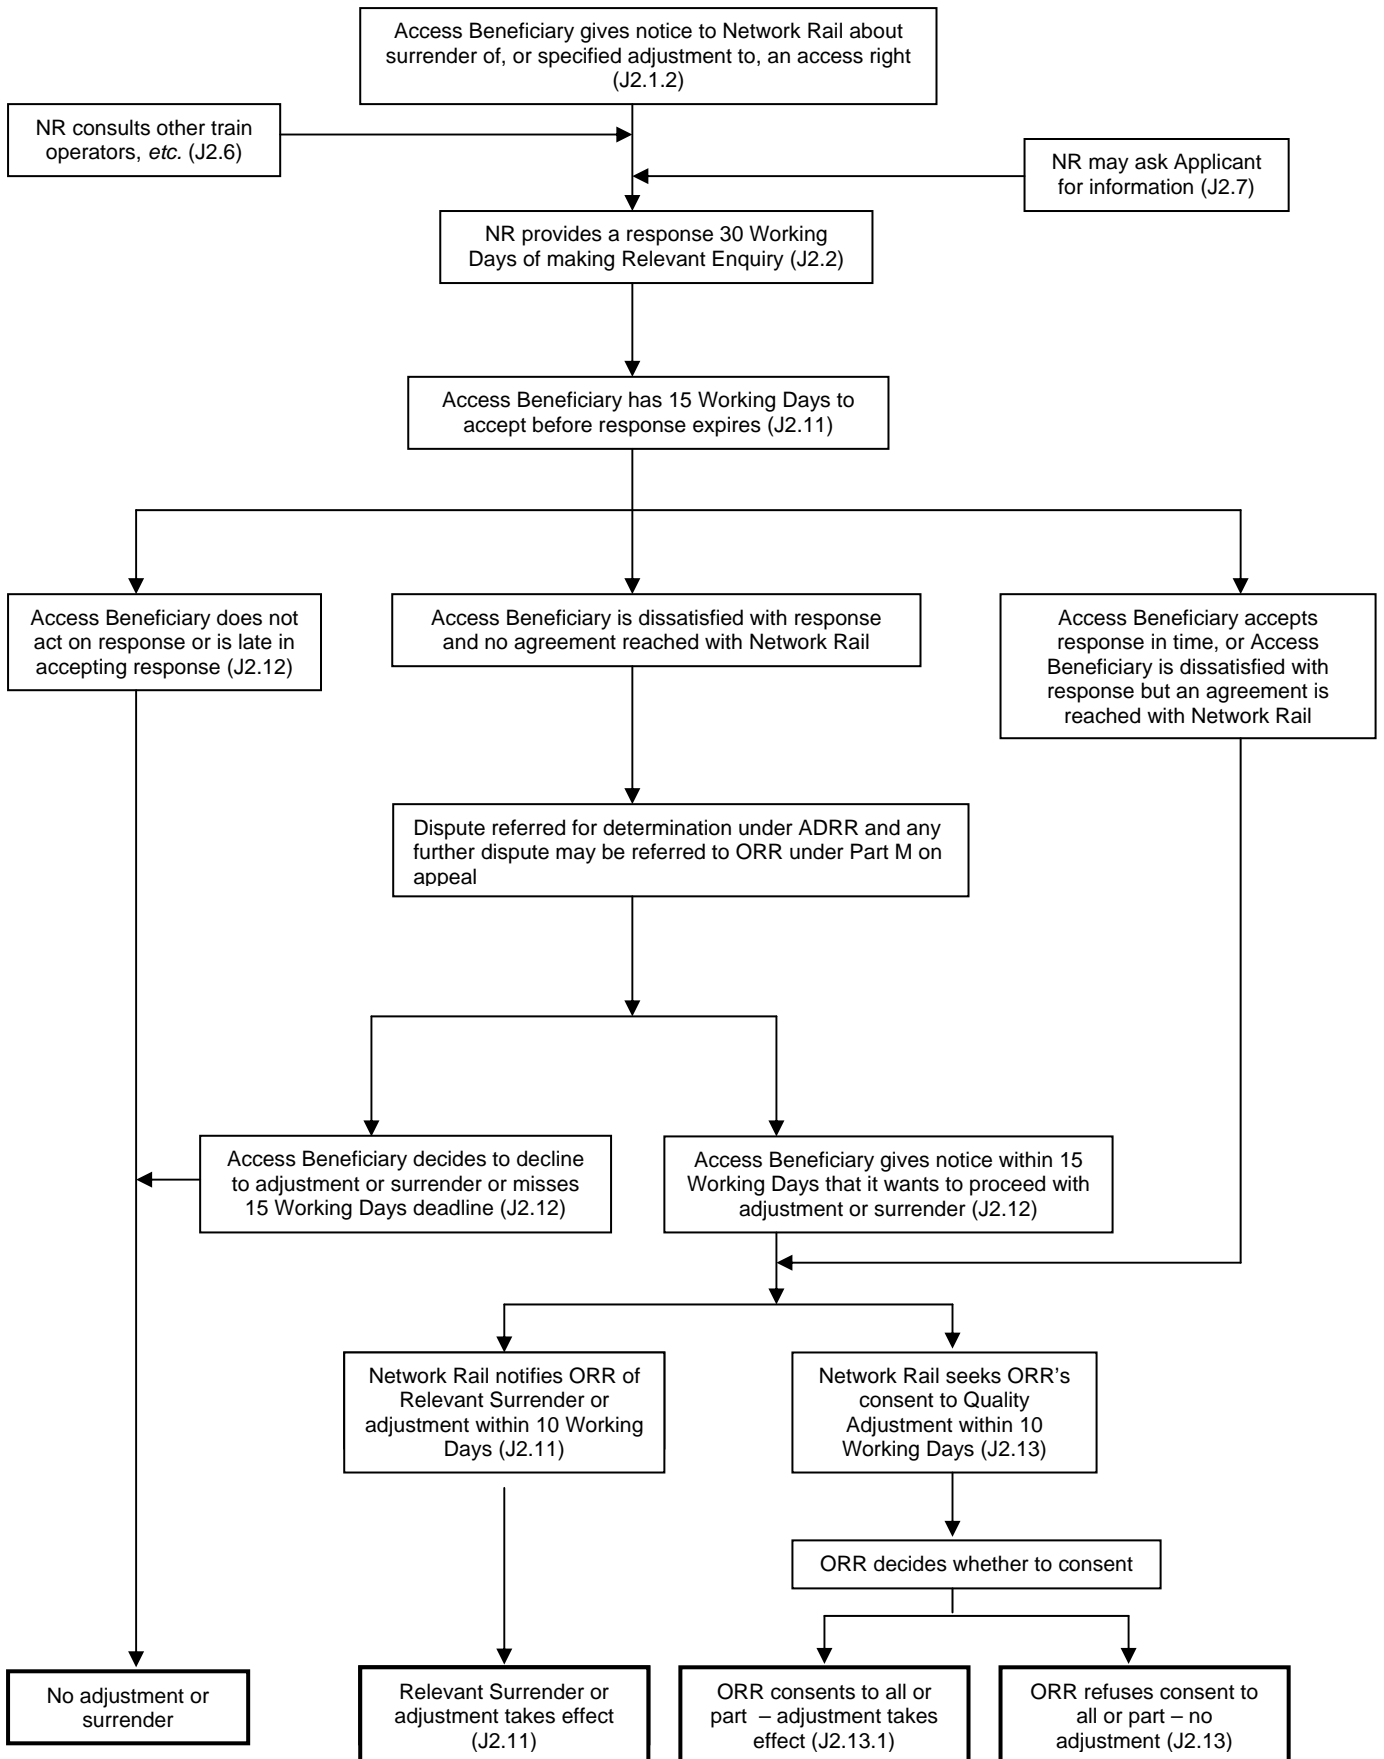 Access Beneficiary gives notice to Network Rail about
surrender of, or specified adjustment to, an access right
(J2.1.2)
NR consults other train
operators, etc. (J2.6)
NR may ask Applicant
for information (J2.7)
NR provides a response 30 Working
Days of making Relevant Enquiry (J2.2)
Access Beneficiary has 15 Working Days to
accept before response expires (J2.11)
Access Beneficiary does not
act on response or is late in
accepting response (J2.12)
Access Beneficiary is dissatisfied with response
and no agreement reached with Network Rail
Access Beneficiary accepts
response in time, or Access
Beneficiary is dissatisfied with
response but an agreement is
reached with Network Rail
Dispute referred for determination under ADRR and any
further dispute may be referred to ORR under Part M on
appeal
Access Beneficiary decides to decline
to adjustment or surrender or misses
15 Working Days deadline (J2.12)
Access Beneficiary gives notice within 15
Working Days that it wants to proceed with
adjustment or surrender (J2.12)
Network Rail notifies ORR of
Relevant Surrender or
adjustment within 10 Working
Days (J2.11)
Network Rail seeks ORR’s
consent to Quality
Adjustment within 10
Working Days (J2.13)
ORR decides whether to consent
No adjustment or
surrender
Relevant Surrender or
adjustment takes effect
(J2.11)
ORR consents to all or
part – adjustment takes
effect (J2.13.1)
ORR refuses consent to
all or part – no
adjustment (J2.13)